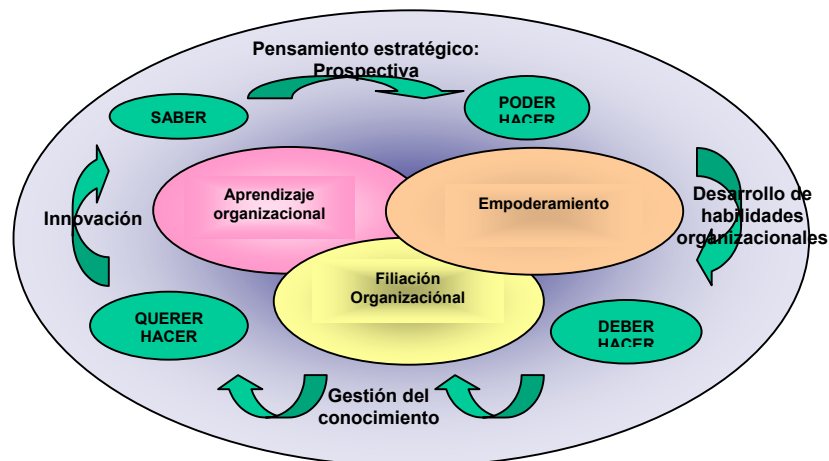 Pensamiento estratégico:
Prospectiva
SABER
PODER
HACER
Aprendizaje
organizacional
Empoderamiento
Innovación
Desarrollo de
habilidades
organizacionales
Filiación
Organizaciónal
QUERER
HACER
DEBER
HACER
Gestión del
conocimiento